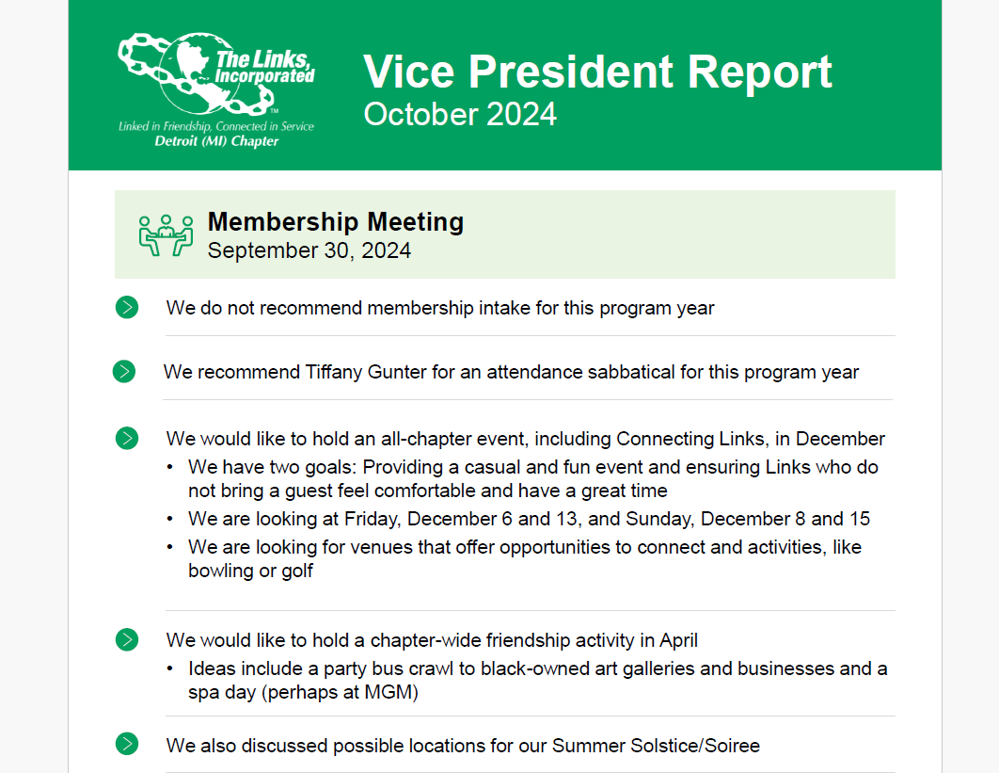 The Links,
Incorporated
TM
Linked in Friendship, Connected in Service
Detroit (MI) Chapter
Vice President Report
October 2024
Membership Meeting
September 30, 2024
We do not recommend membership intake for this program year
We recommend Tiffany Gunter for an attendance sabbatical for this program year
We would like to hold an all-chapter event, including Connecting Links, in December
• We have two goals: Providing a casual and fun event and ensuring Links who do
not bring a guest feel comfortable and have a great time
• We are looking at Friday, December 6 and 13, and Sunday, December 8 and 15
• We are looking for venues that offer opportunities to connect and activities, like
bowling or golf
We would like to hold a chapter-wide friendship activity in April
• Ideas include a party bus crawl to black-owned art galleries and businesses and a
spa day (perhaps at MGM)
We also discussed possible locations for our Summer Solstice/Soiree